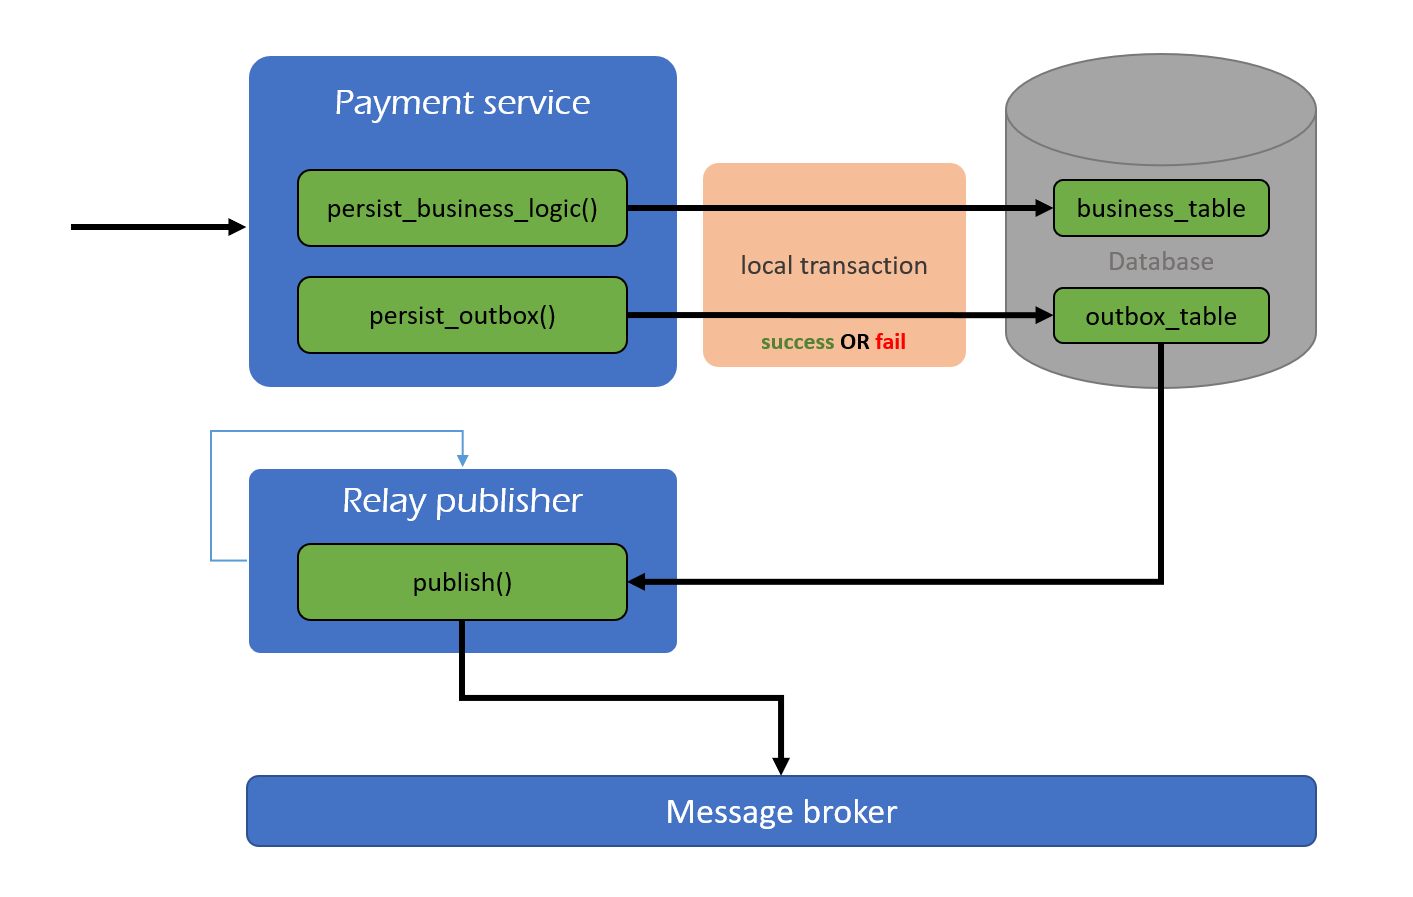 Payment service
persist_business_logic()
business_table
local transaction
Database
persist_outbox()
outbox_table
success OR fail
Relay publisher
publish()
Message broker